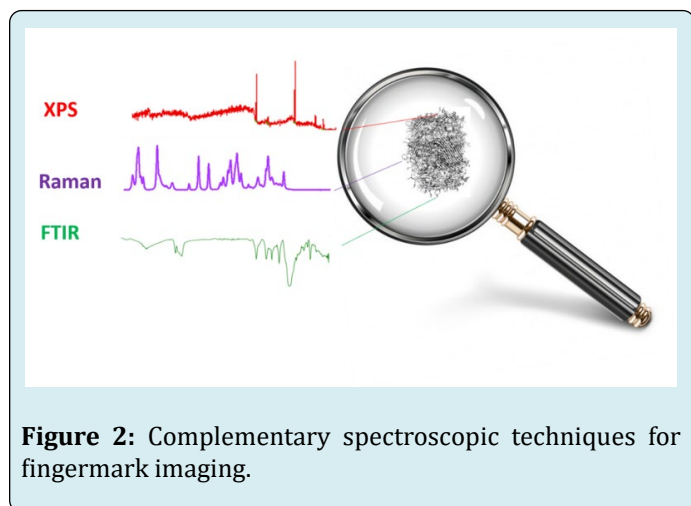 XPS
Raman
FTIR
Figure 2: Complementary spectroscopic techniques for
fingermark imaging.